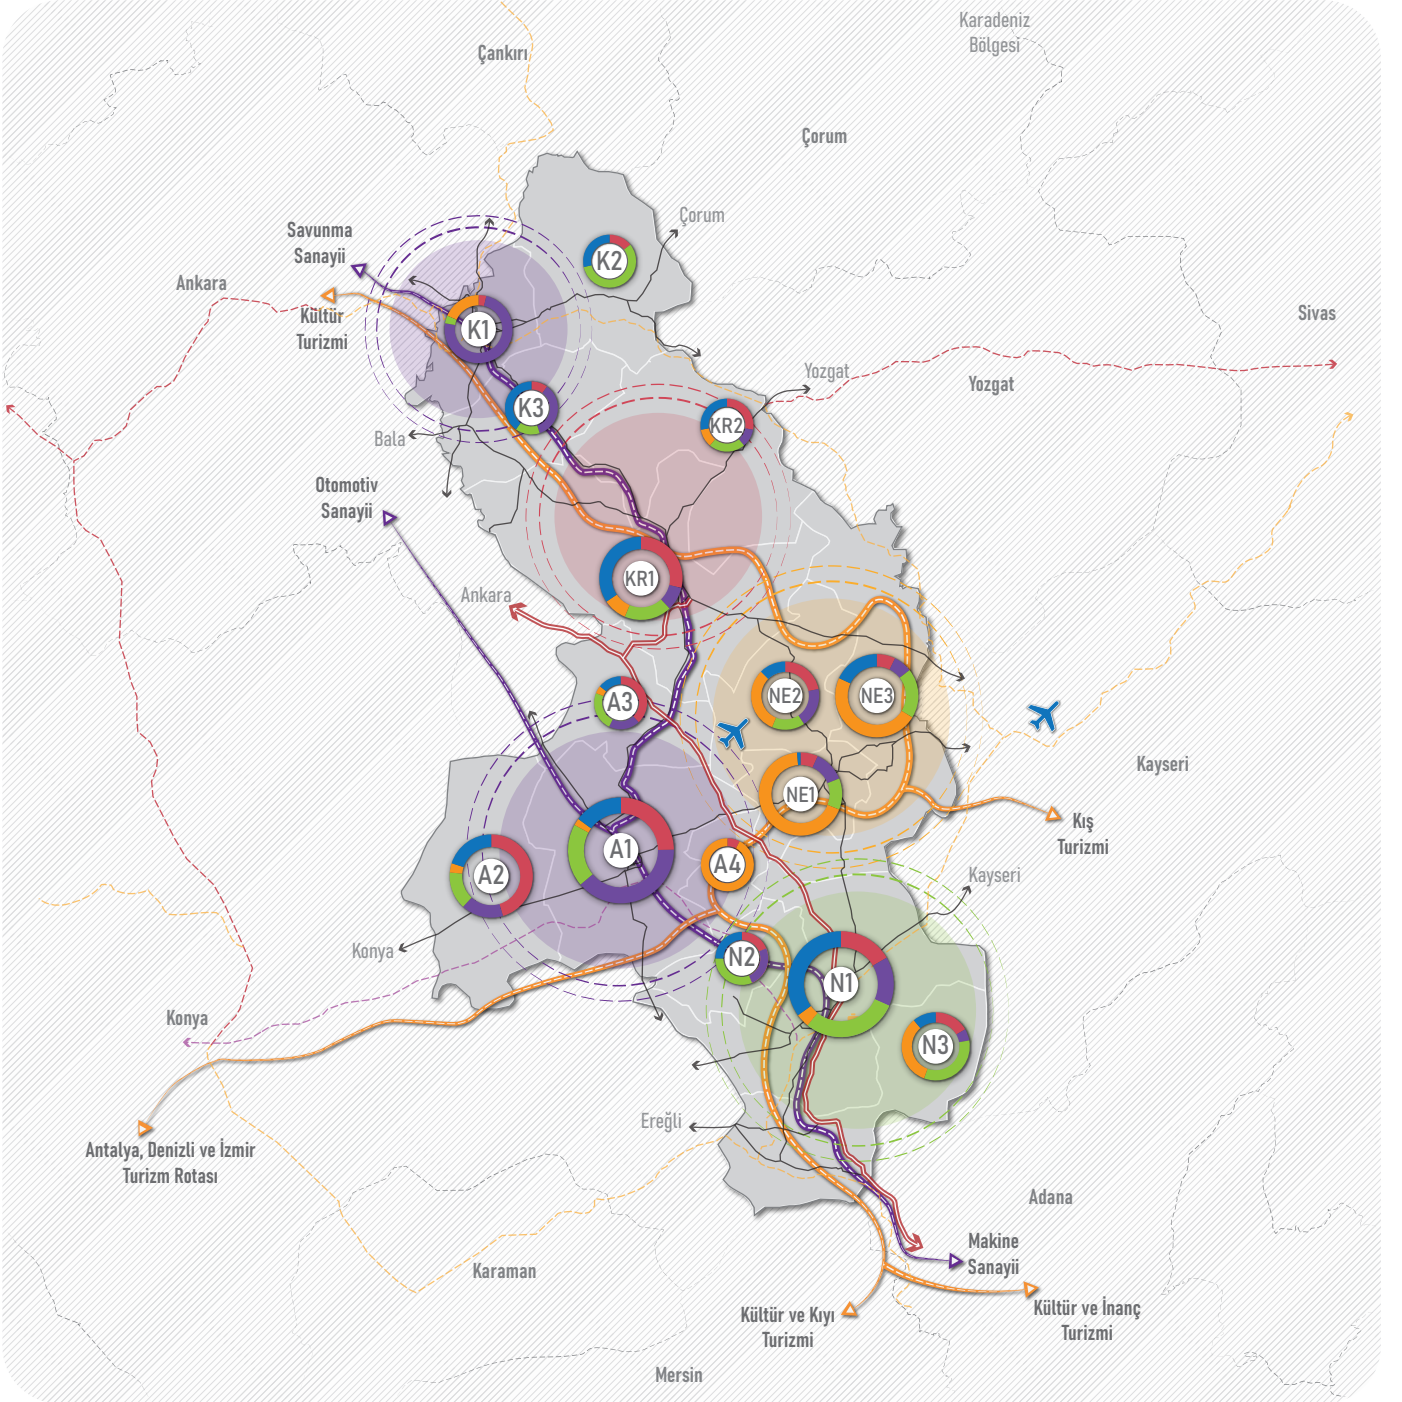 Karadeniz
Bölgesi
Çankırı
Çorum
Çorum
Savunma
Sanayii
K2
Ankara
Kültür
Turizmi
K1
Sivas
Yozgat
Yozgat
K3
KR2
Bala
Otomotiv
Sanayii
KR1
Ankara
A3
NE2
NE3
Kayseri
NE1
Kış
Turizmi
A1
A4
A2
Kayseri
Konya
N2
N1
Konya
N3
Ereğli
Antalya, Denizli ve İzmir
Turizm Rotası
Adana
Makine
Sanayii
Karaman
Kültür ve Kıyı
Turizmi
Kültür ve İnanç
Turizmi
Mersin